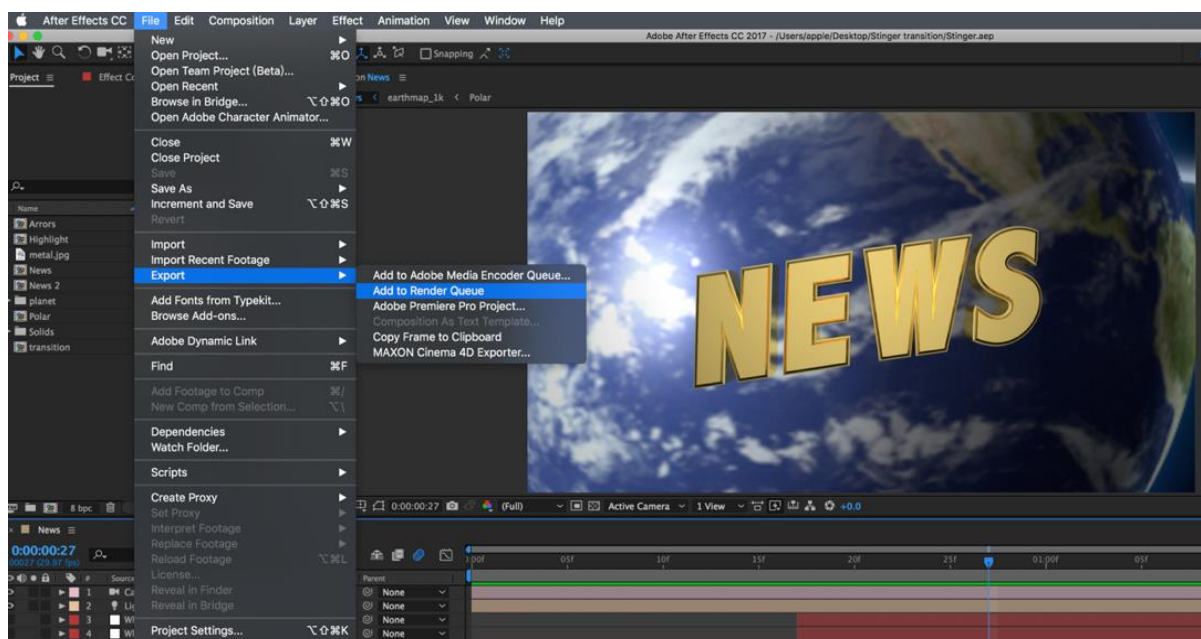 After Effects CC File Edit Composition Layer Effect Animation View Window Help
Adobe After Effects CC 2017 - /Users/apple/Desktop/Stinger transition/Stinger.aep
Snapping
Project
Effect
News
earthmap_1k
Polar
New
Open Project... ⌘O
Open Team Project (Beta)...
Open Recent
Browse in Bridge... ⌥⇧⌘O
Open Adobe Character Animator...
Close ⌘W
Close Project
Save ⌘S
Save As
Increment and Save ⌥⇧⌘S
Revert
Import
Import Recent Footage
Export
Add Fonts from Typekit...
Browse Add-ons...
Adobe Dynamic Link
Find ⌘F
Add Footage to Comp ⌘/
New Comp from Selection... ⌥\
Dependencies
Watch Folder...
Scripts
Create Proxy
Set Proxy
Interpret Footage
Replace Footage
Reload Footage ⌥⌘L
License...
Reveal in Finder
Reveal in Bridge
Project Settings... ⌥⇧⌘K
Add to Adobe Media Encoder Queue...
Add to Render Queue
Adobe Premiere Pro Project...
Composition As Text Template...
Copy Frame to Clipboard
MAXON Cinema 4D Exporter...
Name
Arrors
Highlight
metal.jpg
News
News 2
planet
Polar
Solids
transition
NEWS
8 bpc
0:00:00:27 (Full) Active Camera 1 View +0.0
News
0:00:00:27
00027 (29.97 fps)
# Source
Parent
05f 10f 15f 20f 25f 01:00f 05f
1 None
2 None
3 None
4 None